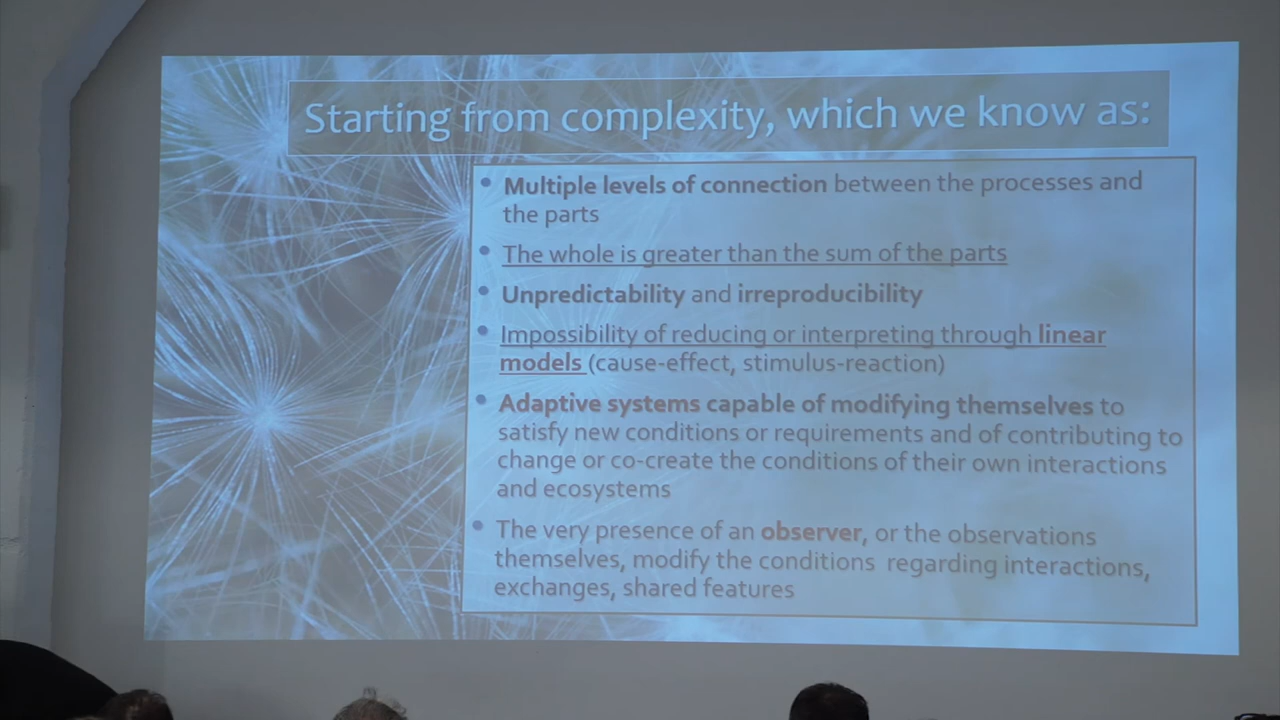 Starting from complexity, which we know as:
• Multiple levels of connection between the processes and
the parts
• The whole is greater than the sum of the parts
• Unpredictability and irreproducibility
• Impossibility of reducing or interpreting through linear
models (cause-effect, stimulus-reaction)
• Adaptive systems capable of modifying themselves to
satisfy new conditions or requirements and of contributing to
change or co-create the conditions of their own interactions
and ecosystems
• The very presence of an observer, or the observations
themselves, modify the conditions regarding interactions,
exchanges, shared features